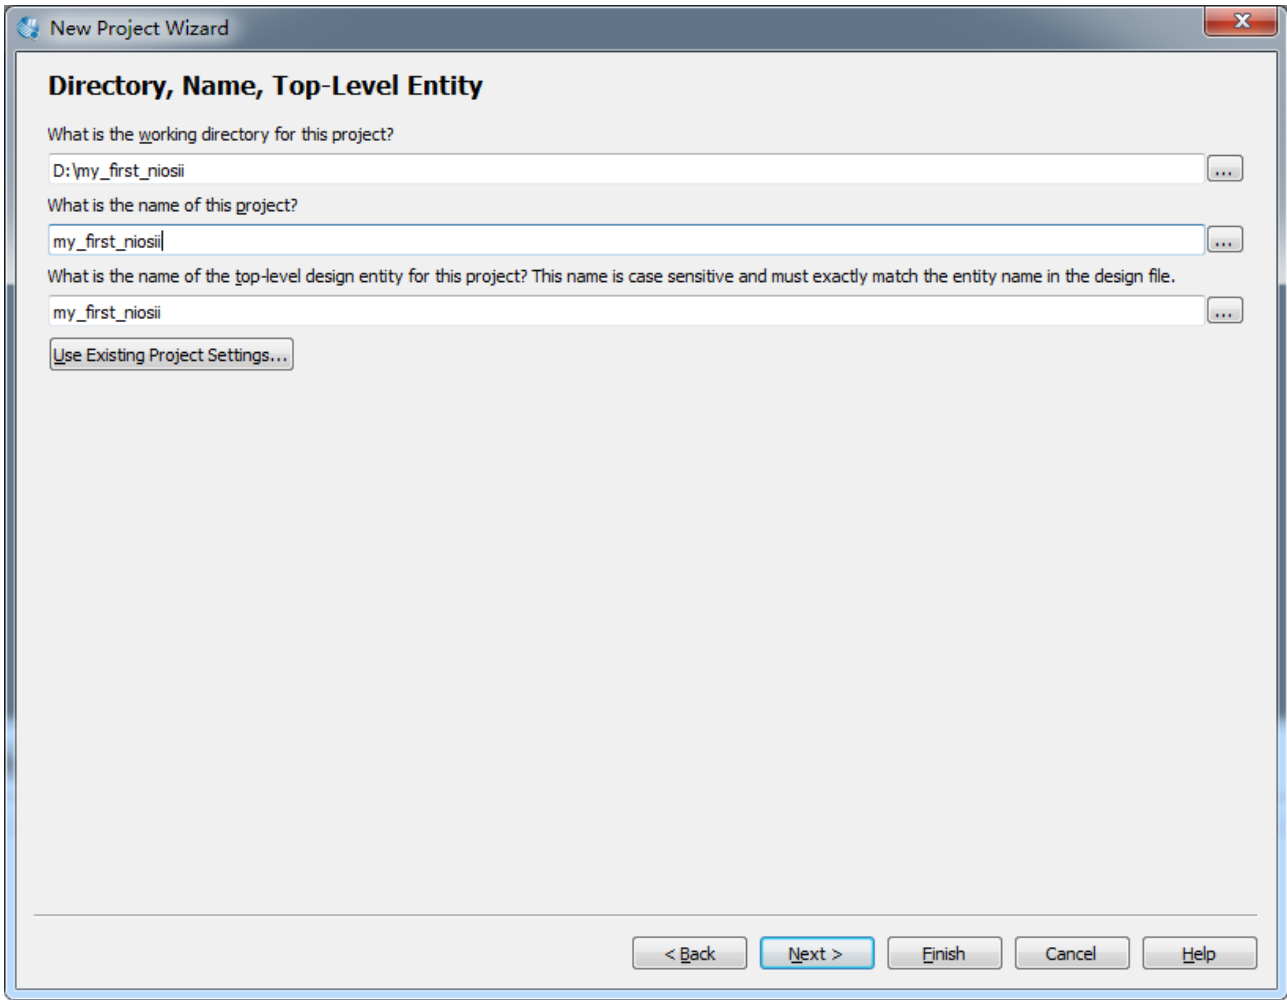 New Project Wizard
Directory, Name, Top-Level Entity
What is the working directory for this project?
D:\my_first_niosii
...
What is the name of this project?
my_first_niosii
...
What is the name of the top-level design entity for this project? This name is case sensitive and must exactly match the entity name in the design file.
my_first_niosii
...
Use Existing Project Settings...
< Back
Next >
Finish
Cancel
Help